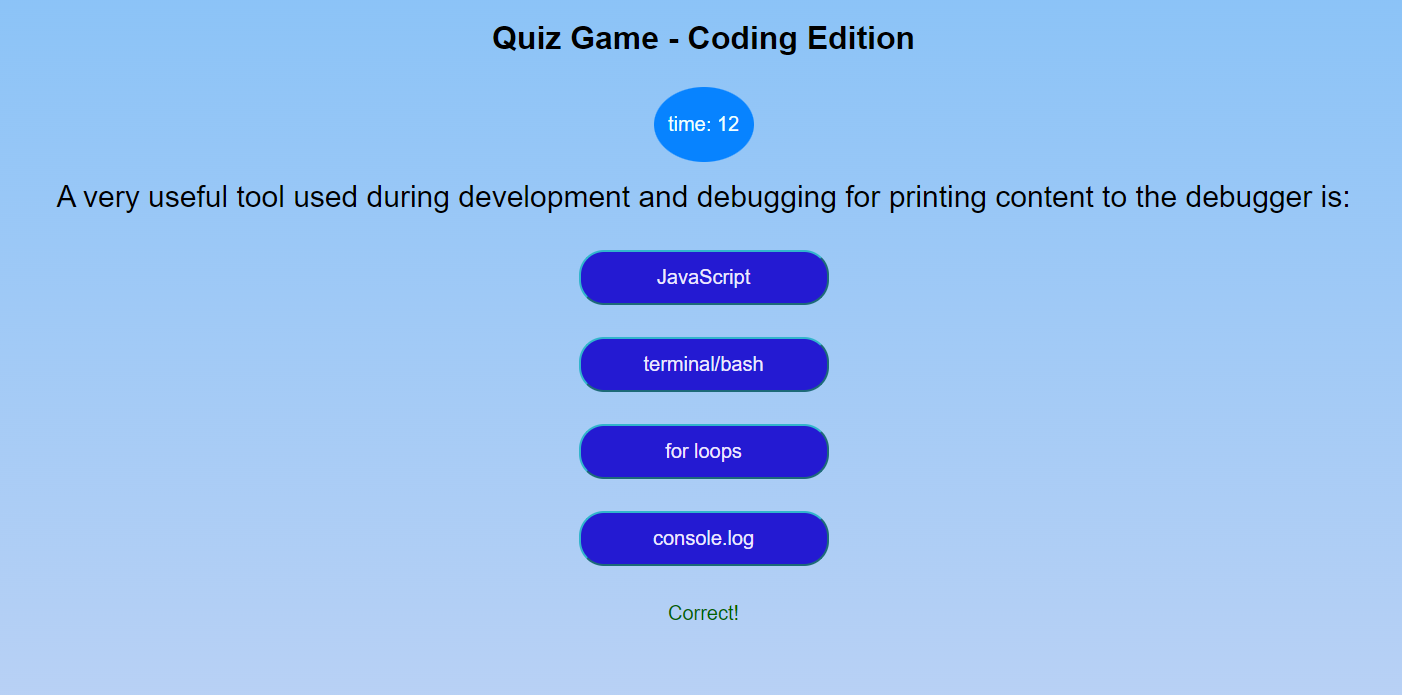 Quiz Game - Coding Edition
time: 12
A very useful tool used during development and debugging for printing content to the debugger is:
JavaScript
terminal/bash
for loops
console.log
Correct!